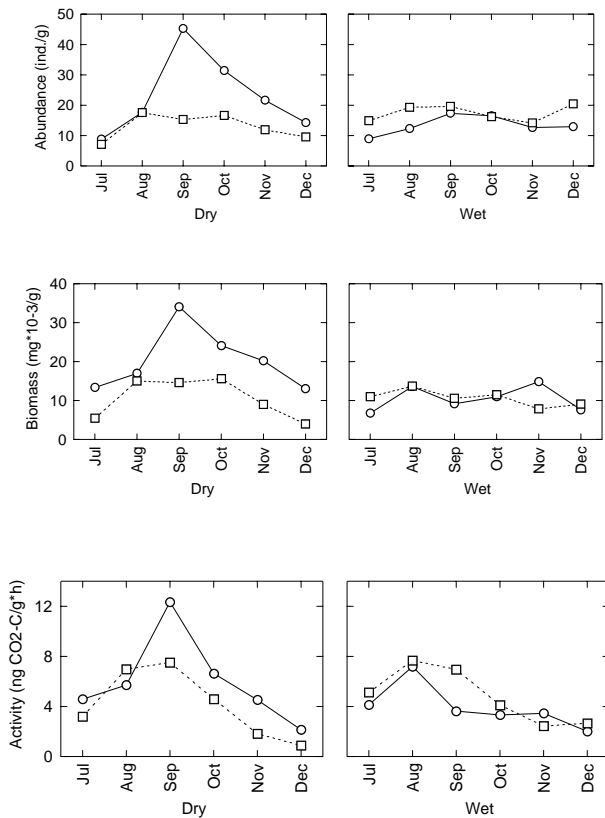 50
40
30
20
10
0
Abundance (ind./g)
Jul Aug Sep Oct Nov Dec
Dry
Jul Aug Sep Oct Nov Dec
Wet
40
30
20
10
0
Biomass (mg*10-3/g)
Jul Aug Sep Oct Nov Dec
Dry
Jul Aug Sep Oct Nov Dec
Wet
12
8
4
0
Activity (ng CO2-C/g*h)
Jul Aug Sep Oct Nov Dec
Dry
Jul Aug Sep Oct Nov Dec
Wet